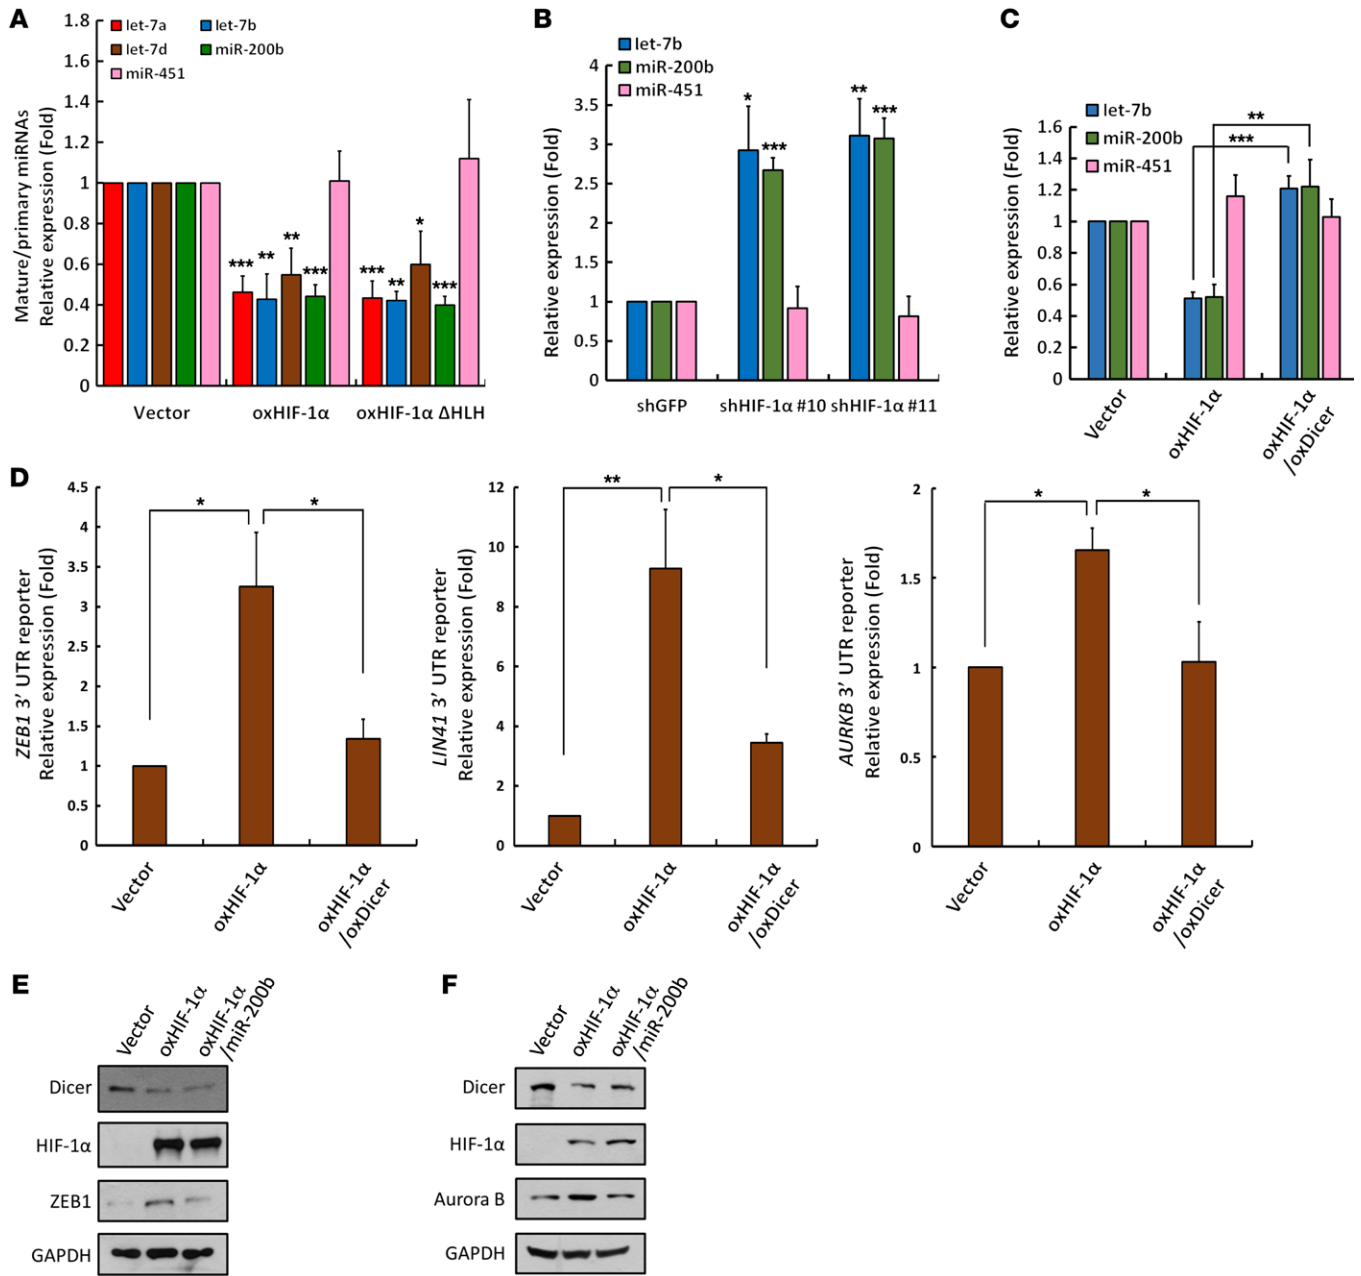 A
let-7a
let-7b
let-7d
miR-200b
miR-451
Mature/primary miRNAs
Relative expression (Fold)
1.8
1.6
1.4
1.2
1
0.8
0.6
0.4
0.2
0
***
**
**
***
***
**
*
***
Vector
oxHIF-1α
oxHIF-1α ΔHLH
B
let-7b
miR-200b
miR-451
Relative expression (Fold)
4
3.5
3
2.5
2
1.5
1
0.5
0
*
***
**
***
shGFP
shHIF-1α #10
shHIF-1α #11
C
let-7b
miR-200b
miR-451
Relative expression (Fold)
1.6
1.4
1.2
1
0.8
0.6
0.4
0.2
0
**
***
Vector
oxHIF-1α
oxHIF-1α
/oxDicer
D
ZEB1 3′ UTR reporter
Relative expression (Fold)
4.5
4
3.5
3
2.5
2
1.5
1
0.5
0
*
*
Vector
oxHIF-1α
oxHIF-1α
/oxDicer
LIN41 3′ UTR reporter
Relative expression (Fold)
12
10
8
6
4
2
0
**
*
Vector
oxHIF-1α
oxHIF-1α
/oxDicer
AURKB 3′ UTR reporter
Relative expression (Fold)
2
1.5
1
0.5
0
*
*
Vector
oxHIF-1α
oxHIF-1α
/oxDicer
E
Vector
oxHIF-1α
oxHIF-1α
/miR-200b
Dicer
HIF-1α
ZEB1
GAPDH
F
Vector
oxHIF-1α
oxHIF-1α
/miR-200b
Dicer
HIF-1α
Aurora B
GAPDH